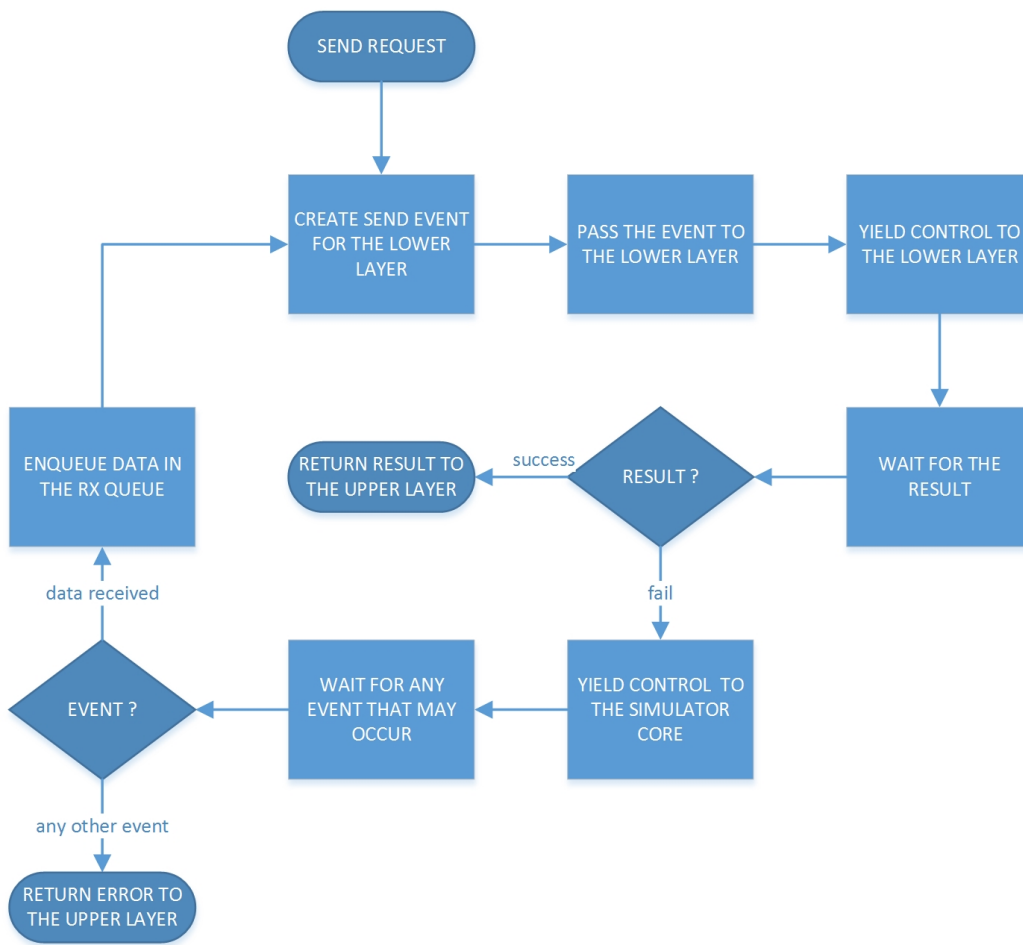 SEND REQUEST
CREATE SEND EVENT
FOR THE LOWER
LAYER
PASS THE EVENT TO
THE LOWER LAYER
YIELD CONTROL TO
THE LOWER LAYER
WAIT FOR THE
RESULT
RESULT ?
success
RETURN RESULT TO
THE UPPER LAYER
fail
YIELD CONTROL TO
THE SIMULATOR
CORE
WAIT FOR ANY
EVENT THAT MAY
OCCUR
EVENT ?
data received
ENQUEUE DATA IN
THE RX QUEUE
any other event
RETURN ERROR TO
THE UPPER LAYER